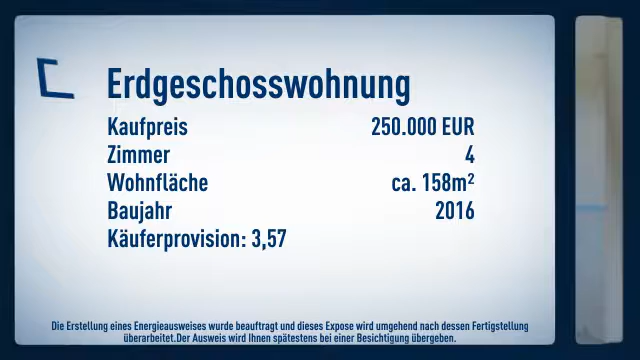 Erdgeschosswohnung
Kaufpreis 250.000 EUR
Zimmer 4
Wohnfläche ca. 158m²
Baujahr 2016
Käuferprovision: 3,57
Die Erstellung eines Energieausweises wurde beauftragt und dieses Expose wird umgehend nach dessen Fertigstellung
überarbeitet.Der Ausweis wird Ihnen spätestens bei einer Besichtigung übergeben.